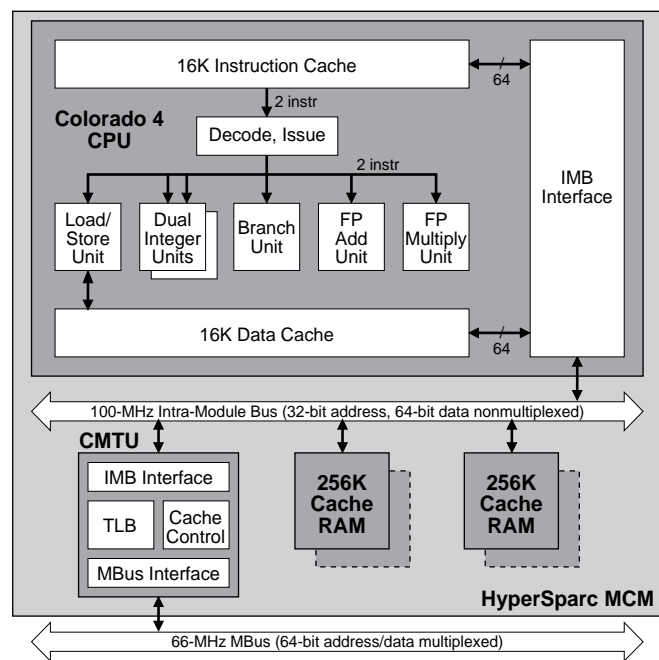 16K Instruction Cache
64
2 instr
Colorado 4
CPU
Decode, Issue
2 instr
IMB
Interface
Load/
Store
Unit
Dual
Integer
Units
Branch
Unit
FP
Add
Unit
FP
Multiply
Unit
16K Data Cache
64
100-MHz Intra-Module Bus (32-bit address, 64-bit data nonmultiplexed)
CMTU
IMB Interface
TLB
Cache
Control
MBus Interface
256K
Cache
RAM
256K
Cache
RAM
HyperSparc MCM
66-MHz MBus (64-bit address/data multiplexed)